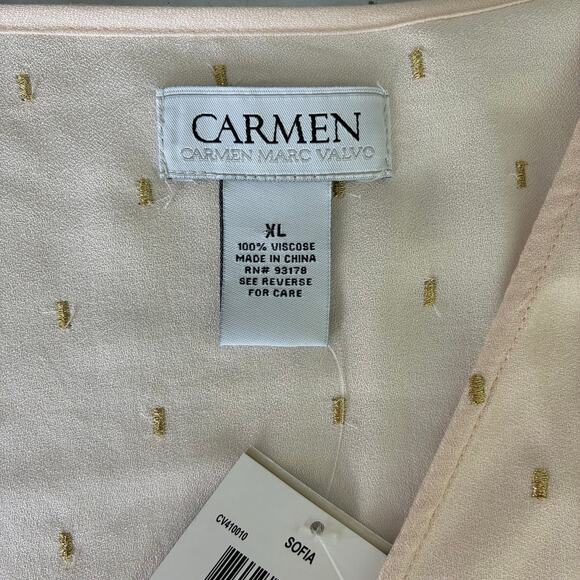 CARMEN
CARMEN MARC VALVO
XL
100% VISCOSE
MADE IN CHINA
RN# 93178
SEE REVERSE
FOR CARE
CV410010
SOFIA